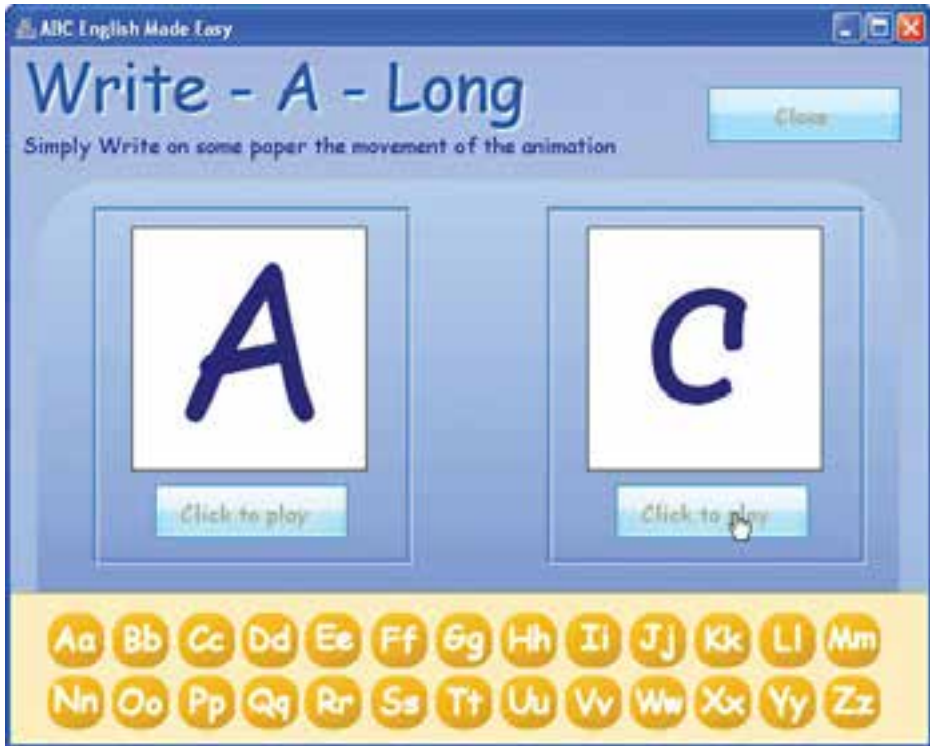 ABC English Made Easy
Write - A - Long
Close
Simply Write on some paper the movement of the animation
A C
Click to play Click to play
Aa Bb Cc Dd Ee Ff Gg Hh Ii Jj Kk Ll Mm
Nn Oo Pp Qq Rr Ss Tt Uu Vv Ww Xx Yy Zz